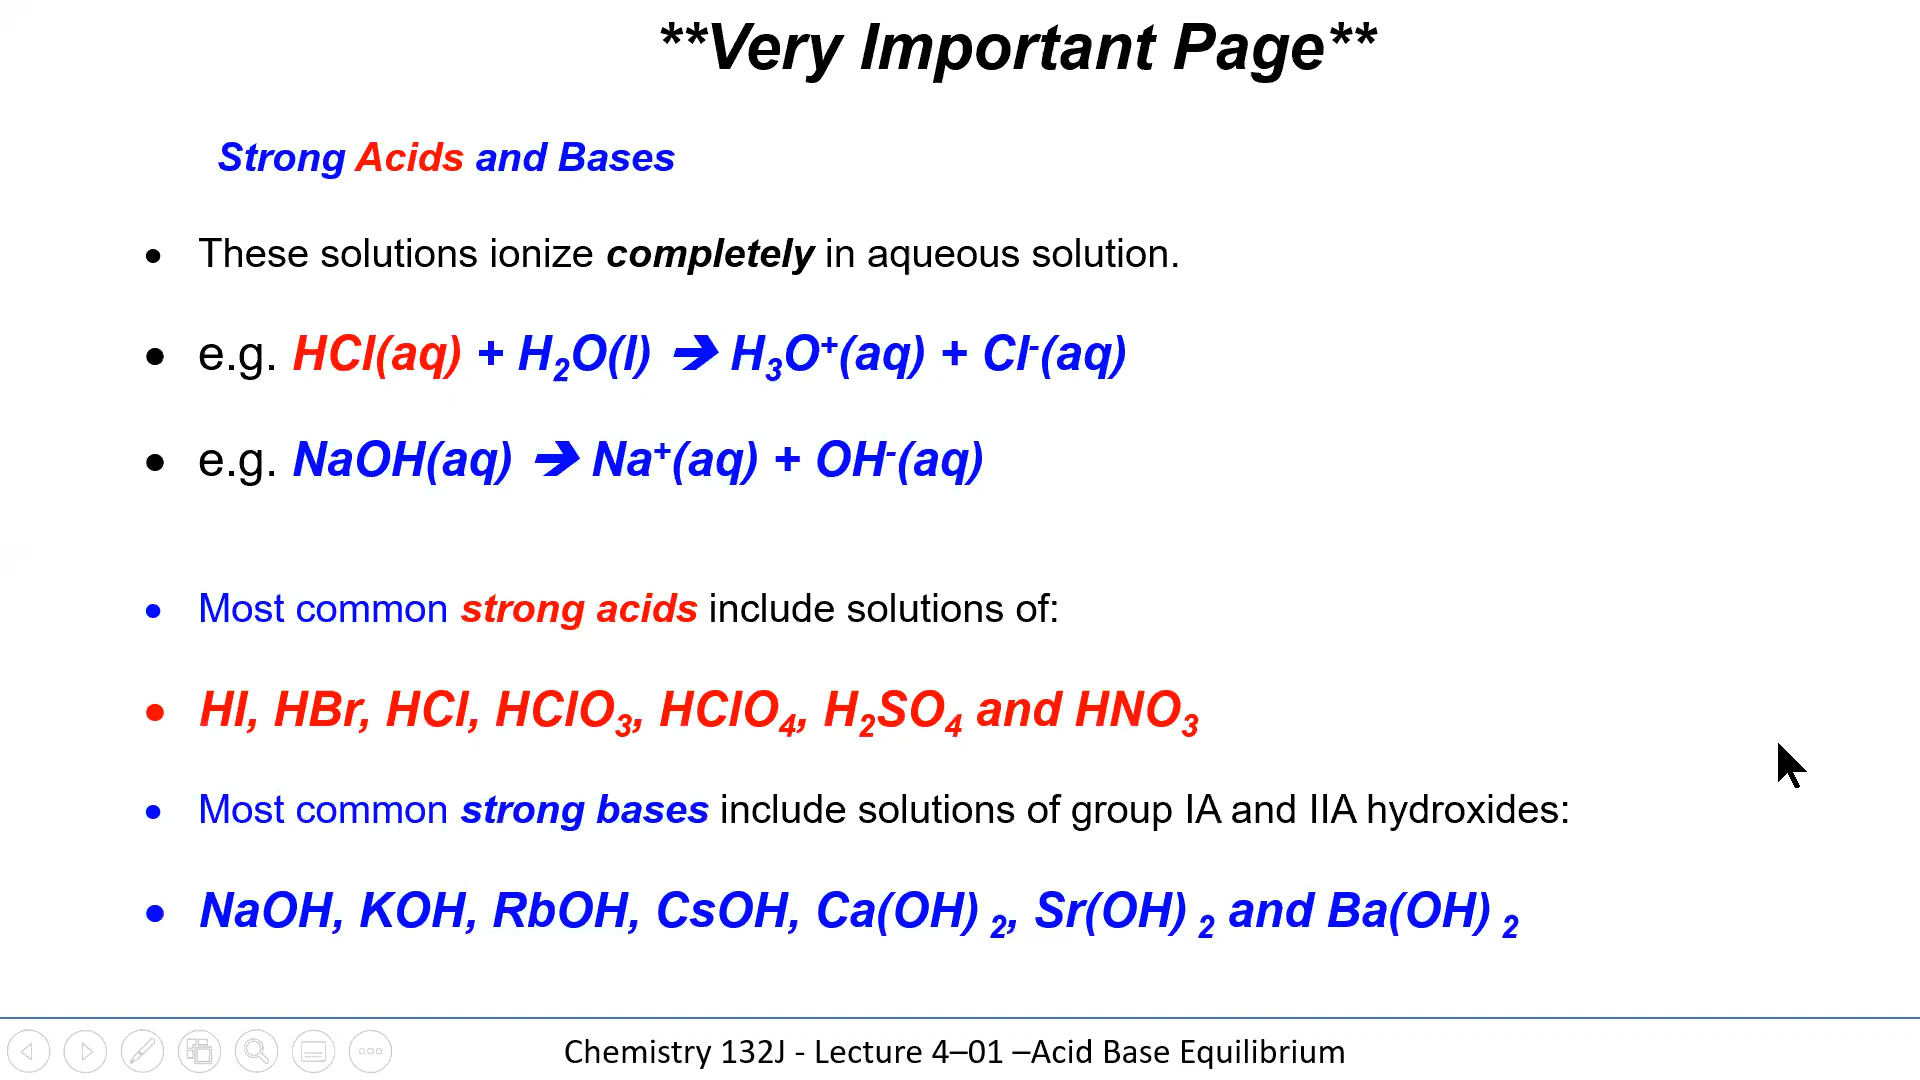 **Very Important Page**
Strong Acids and Bases
• These solutions ionize completely in aqueous solution.
• e.g. HCl(aq) + H₂O(l) ➔ H₃O⁺(aq) + Cl⁻(aq)
• e.g. NaOH(aq) ➔ Na⁺(aq) + OH⁻(aq)
• Most common strong acids include solutions of:
• HI, HBr, HCl, HClO₃, HClO₄, H₂SO₄ and HNO₃
• Most common strong bases include solutions of group IA and IIA hydroxides:
• NaOH, KOH, RbOH, CsOH, Ca(OH) ₂, Sr(OH) ₂ and Ba(OH) ₂
Chemistry 132J - Lecture 4–01 –Acid Base Equilibrium